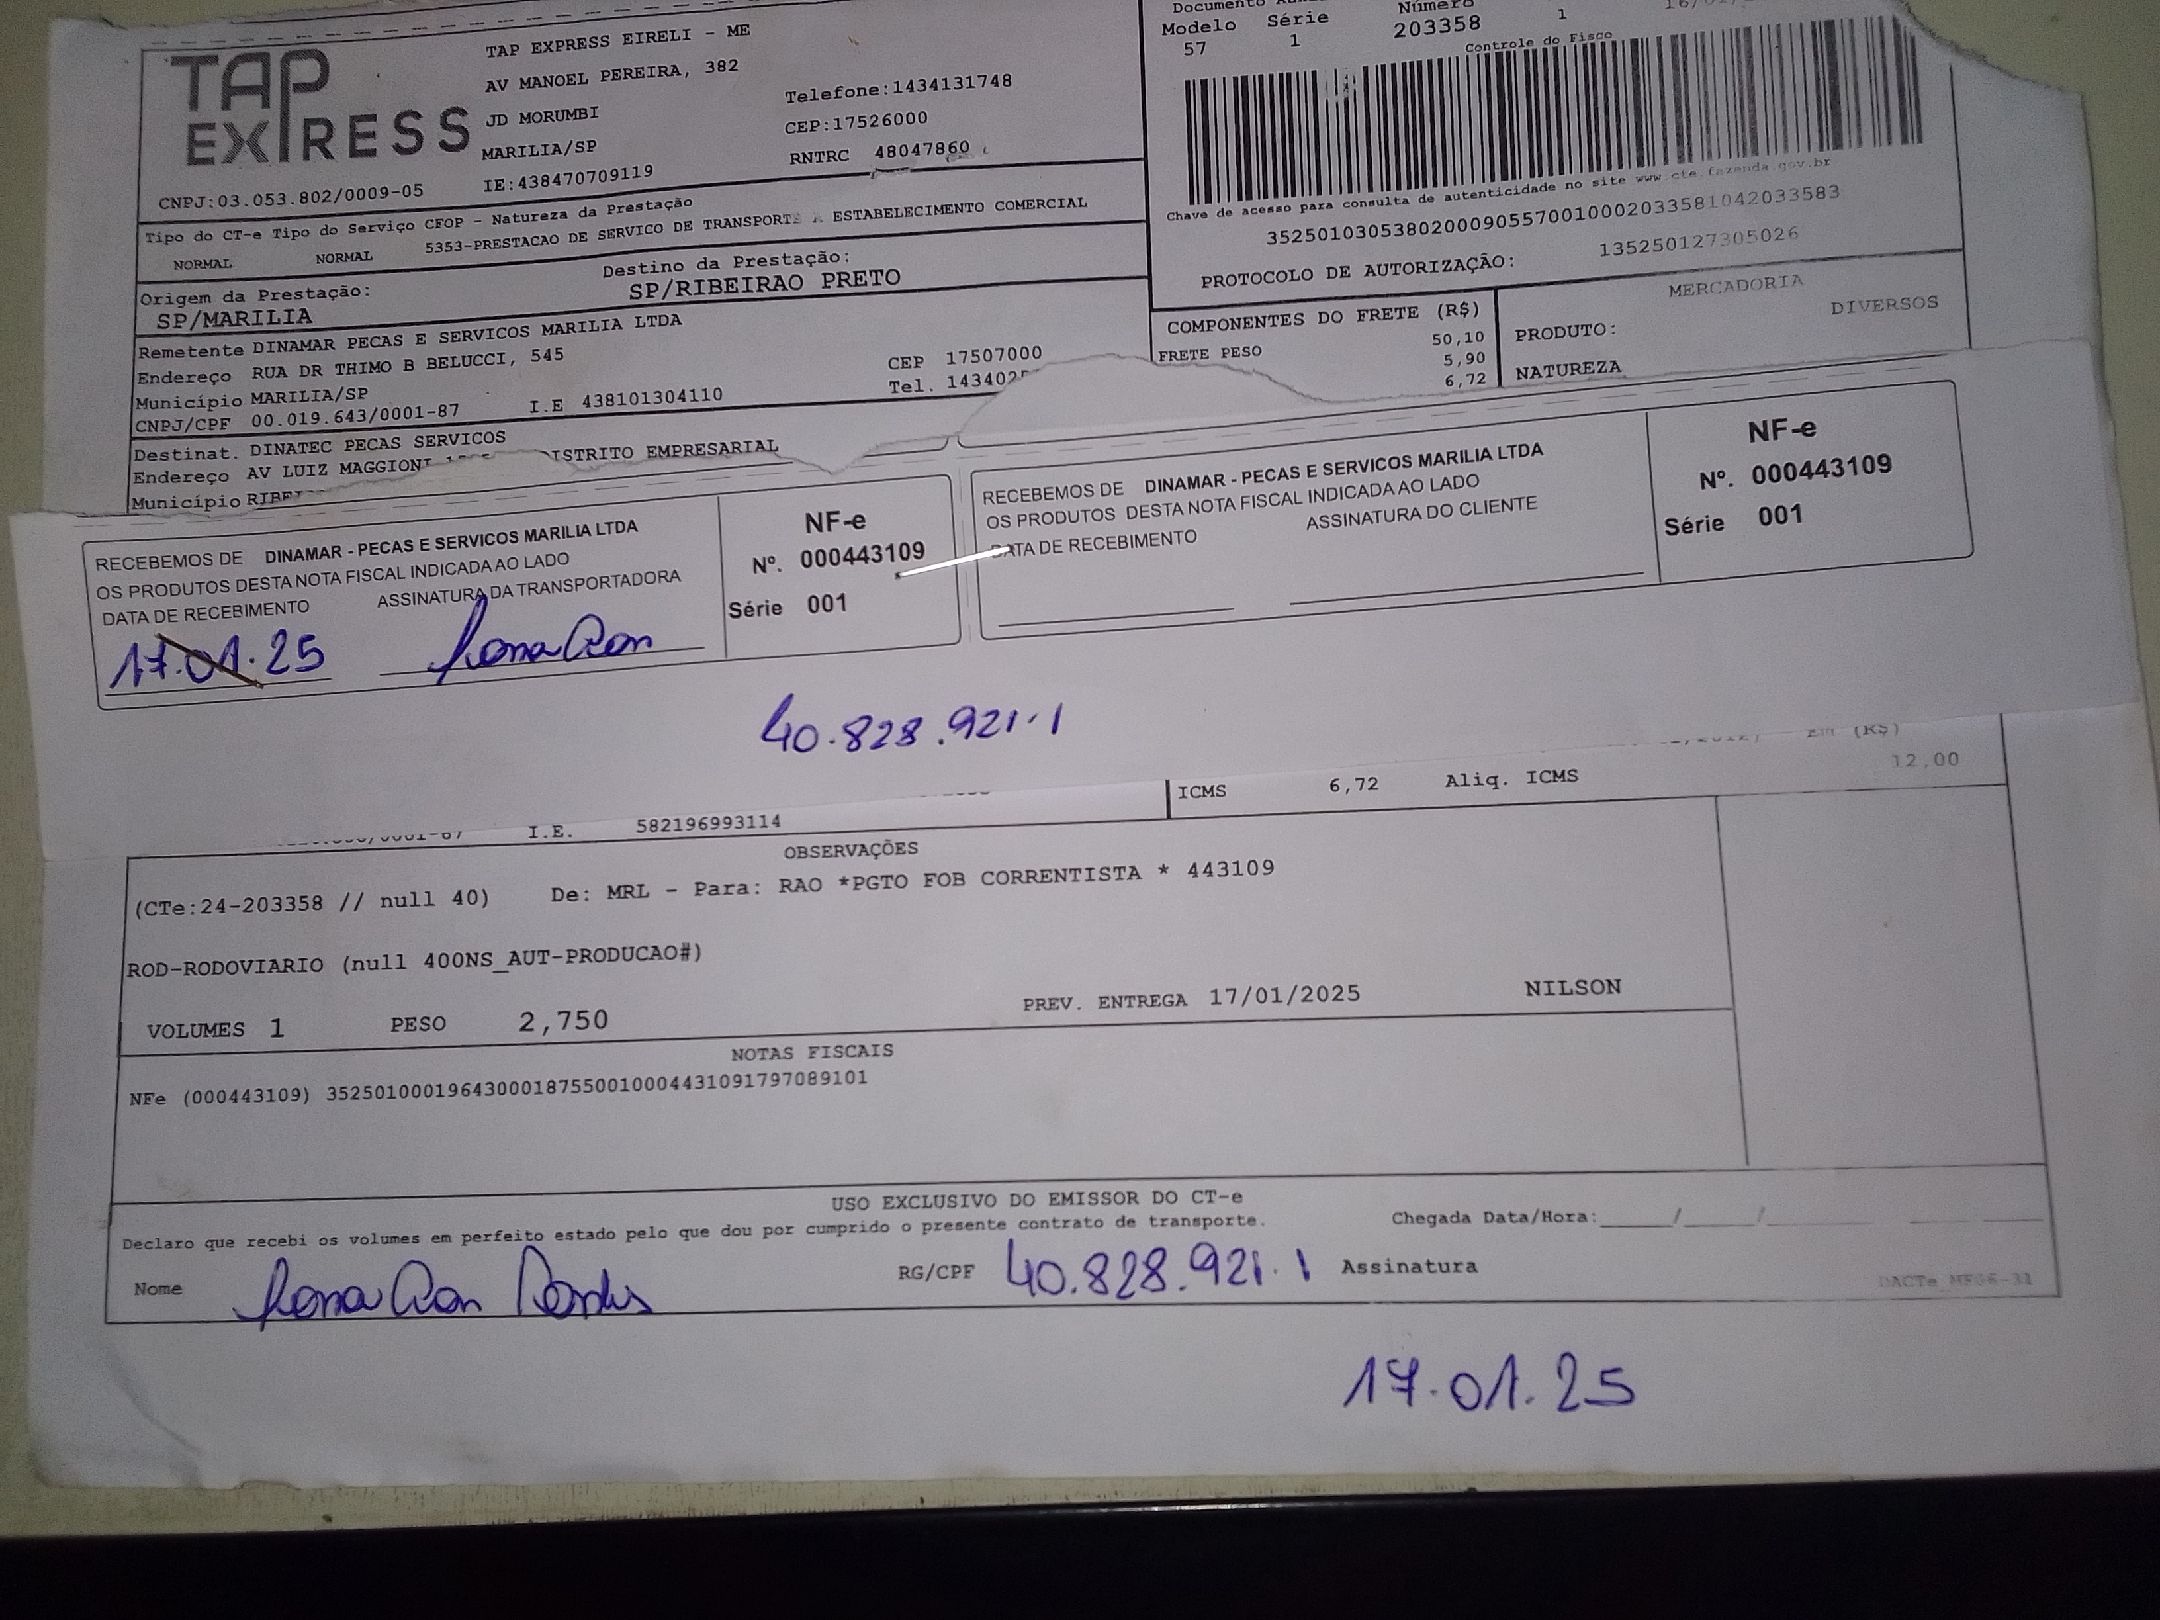 TAP
EXPRESS
TAP EXPRESS EIRELI - ME
AV MANOEL PEREIRA, 382
JD MORUMBI
MARILIA/SP
Telefone:1434131748
CEP:17526000
RNTRC 48047860
CNPJ:03.053.802/0009-05 IE:438470709119
Documento
Modelo Série Número
57 1 203358 1
Controle do Fisco
Chave de acesso para consulta de autenticidade no site www.cte.fazenda.gov.br
35250103053802000905570010002033581042033583
PROTOCOLO DE AUTORIZAÇÃO: 135250127305026
Tipo do CT-e Tipo do Serviço CFOP - Natureza da Prestação
NORMAL NORMAL 5353-PRESTACAO DE SERVICO DE TRANSPORTE A ESTABELECIMENTO COMERCIAL
Origem da Prestação: Destino da Prestação:
SP/MARILIA SP/RIBEIRAO PRETO
Remetente DINAMAR PECAS E SERVICOS MARILIA LTDA
Endereço RUA DR THIMO B BELUCCI, 545 CEP 17507000
Município MARILIA/SP Tel. 143402
CNPJ/CPF 00.019.643/0001-87 I.E 438101304110
Destinat. DINATEC PECAS SERVICOS
Endereço AV LUIZ MAGGIONI DISTRITO EMPRESARIAL
Município RIBEI
COMPONENTES DO FRETE (R$)
FRETE PESO 50,10
5,90
6,72
MERCADORIA
PRODUTO: DIVERSOS
NATUREZA
RECEBEMOS DE DINAMAR - PECAS E SERVICOS MARILIA LTDA
OS PRODUTOS DESTA NOTA FISCAL INDICADA AO LADO
DATA DE RECEBIMENTO ASSINATURA DA TRANSPORTADORA
17.01.25
NF-e
Nº. 000443109
Série 001
RECEBEMOS DE DINAMAR - PECAS E SERVICOS MARILIA LTDA
OS PRODUTOS DESTA NOTA FISCAL INDICADA AO LADO
DATA DE RECEBIMENTO ASSINATURA DO CLIENTE
NF-e
Nº. 000443109
Série 001
40.828.921.1
(R$)
ICMS 6,72 Aliq. ICMS 12,00
I.E. 582196993114
OBSERVAÇÕES
(CTe:24-203358 // null 40) De: MRL - Para: RAO *PGTO FOB CORRENTISTA * 443109
ROD-RODOVIARIO (null 400NS_AUT-PRODUCAO#)
VOLUMES 1 PESO 2,750 PREV. ENTREGA 17/01/2025 NILSON
NOTAS FISCAIS
NFe (000443109) 35250100019643000187550010004431091797089101
USO EXCLUSIVO DO EMISSOR DO CT-e
Declaro que recebi os volumes em perfeito estado pelo que dou por cumprido o presente contrato de transporte. Chegada Data/Hora:_____/_____/
Nome RG/CPF 40.828.921.1 Assinatura
17.01.25